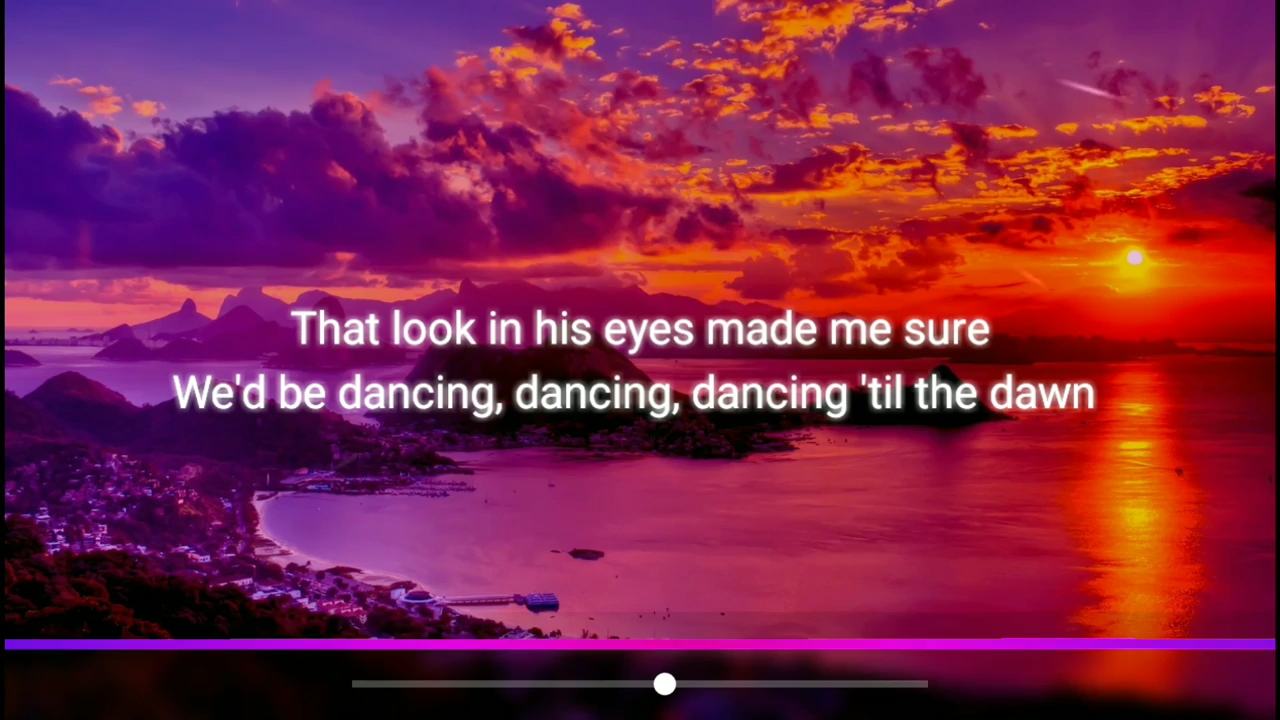 That look in his eyes made me sure
We'd be dancing, dancing, dancing 'til the dawn